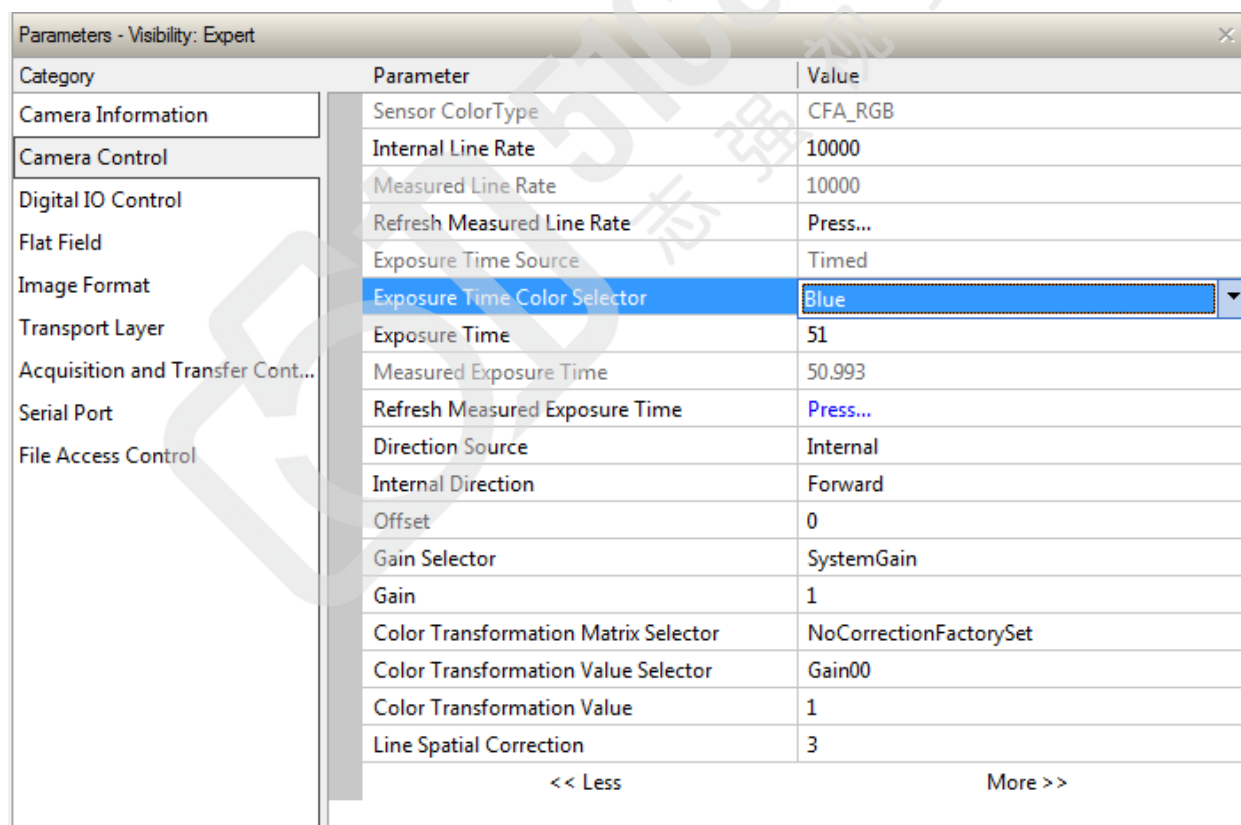 Parameters - Visibility: Expert
Category Parameter Value
Camera Information
Camera Control
Digital IO Control
Flat Field
Image Format
Transport Layer
Acquisition and Transfer Cont...
Serial Port
File Access Control
Sensor ColorType CFA_RGB
Internal Line Rate 10000
Measured Line Rate 10000
Refresh Measured Line Rate Press...
Exposure Time Source Timed
Exposure Time Color Selector Blue
Exposure Time 51
Measured Exposure Time 50.993
Refresh Measured Exposure Time Press...
Direction Source Internal
Internal Direction Forward
Offset 0
Gain Selector SystemGain
Gain 1
Color Transformation Matrix Selector NoCorrectionFactorySet
Color Transformation Value Selector Gain00
Color Transformation Value 1
Line Spatial Correction 3
<< Less More >>
志强视